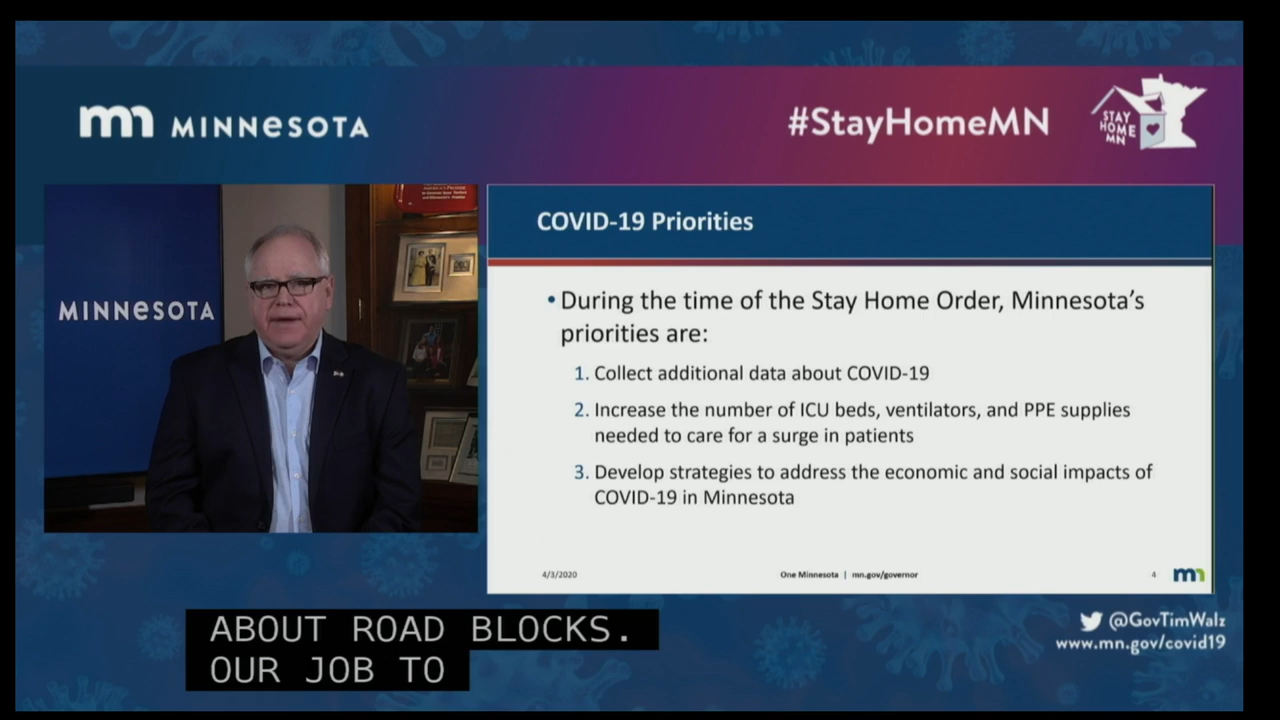 mn MINNESOTA
#StayHomeMN
STAY
HOME
MN
MINNESOTA
COVID-19 Priorities
• During the time of the Stay Home Order, Minnesota's
priorities are:
1. Collect additional data about COVID-19
2. Increase the number of ICU beds, ventilators, and PPE supplies
needed to care for a surge in patients
3. Develop strategies to address the economic and social impacts of
COVID-19 in Minnesota
4/3/2020
One Minnesota | mn.gov/governor
4
mn
ABOUT ROAD BLOCKS.
OUR JOB TO
@GovTimWalz
www.mn.gov/covid19